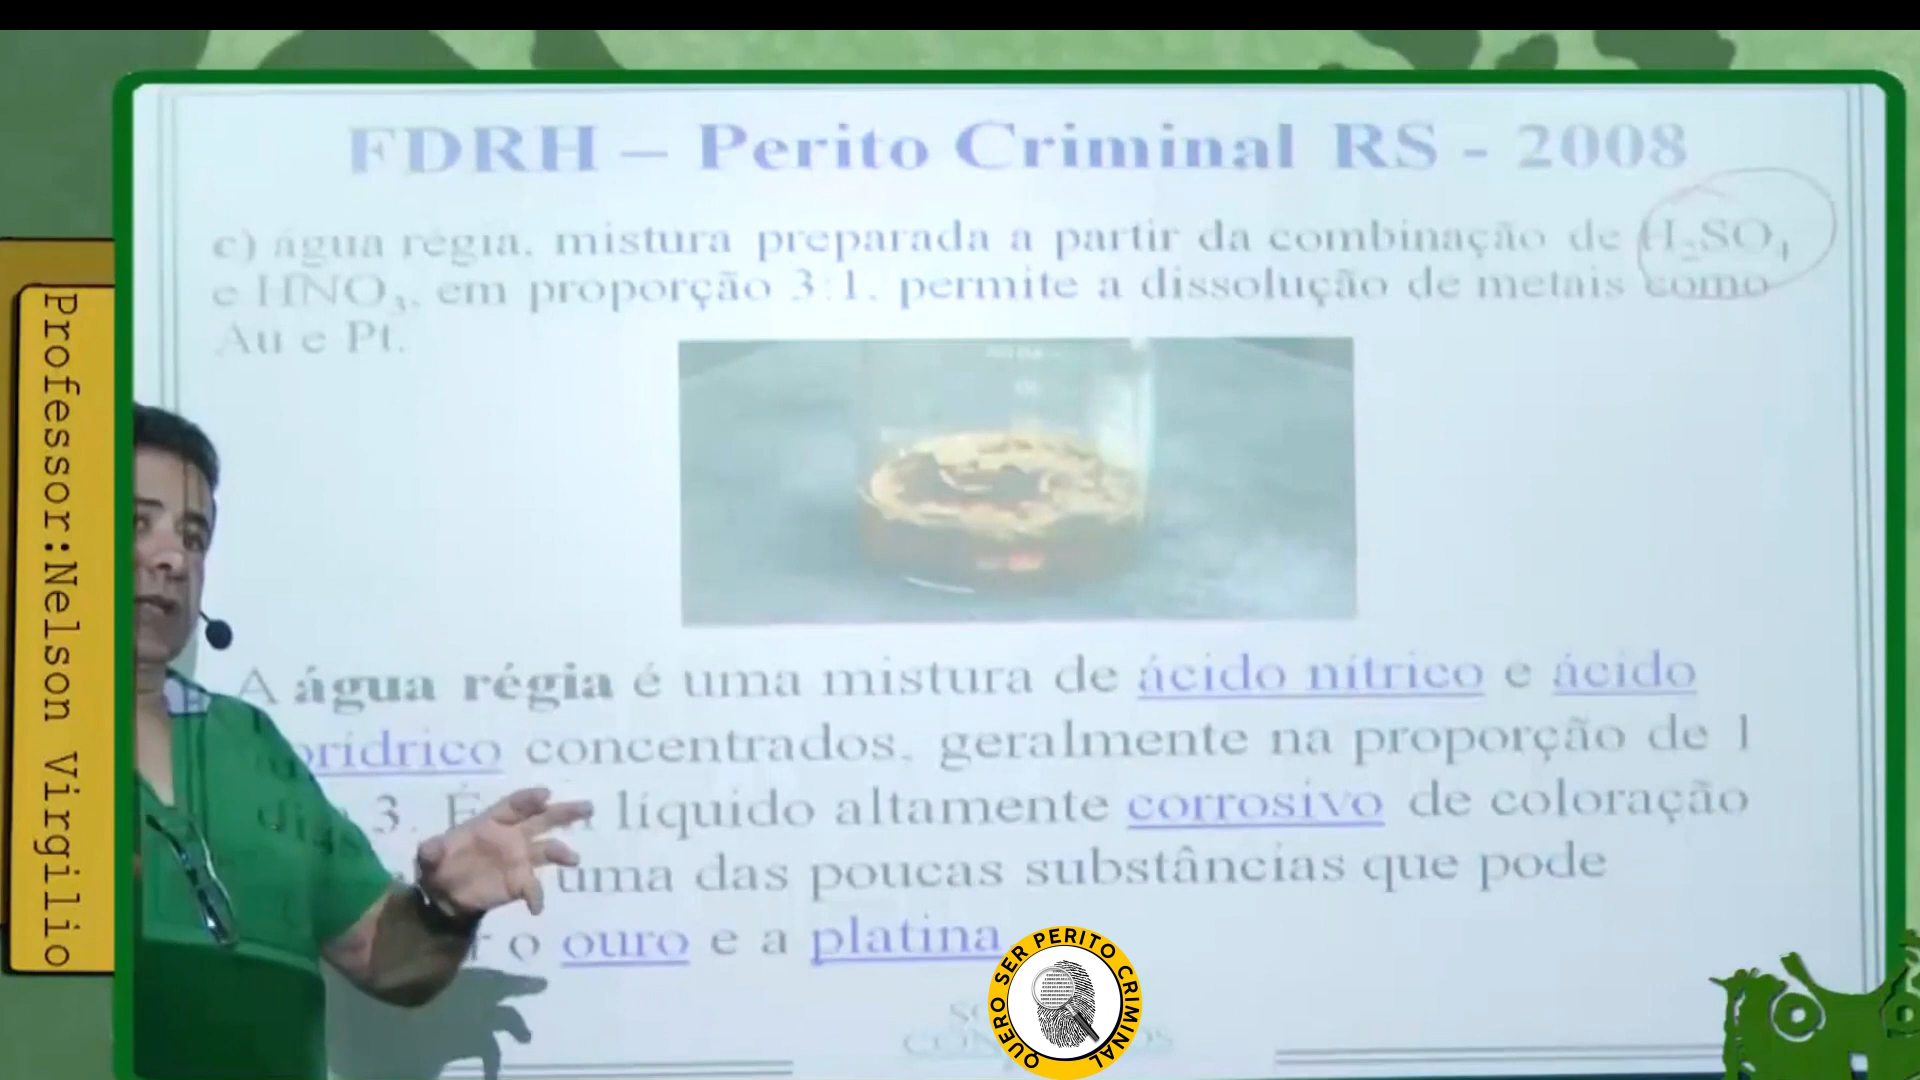 FDRH – Perito Criminal RS - 2008
c) água régia, mistura preparada a partir da combinação de H₂SO₄
e HNO₃, em proporção 3:1, permite a dissolução de metais como
Au e Pt.
Professor:Nelson Virgilio
A água régia é uma mistura de ácido nítrico e ácido
rídrico concentrados, geralmente na proporção de 1
3. líquido altamente corrosivo de coloração
uma das poucas substâncias que pode
o ouro e a platina
QUERO SER PERITO CRIMINAL